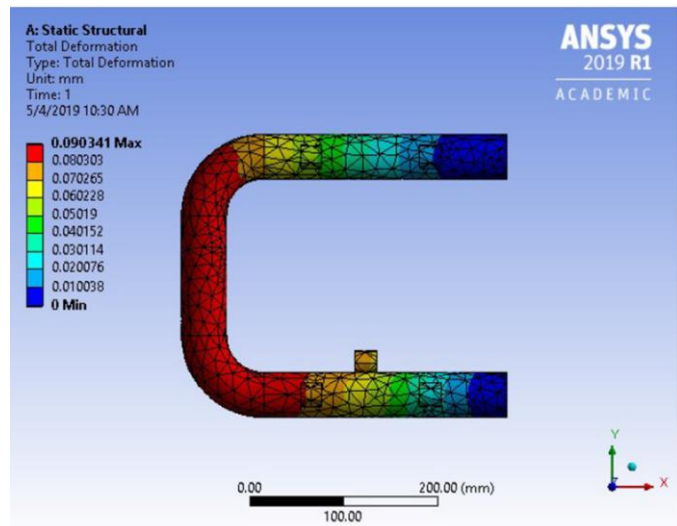 A: Static Structural
Total Deformation
Type: Total Deformation
Unit: mm
Time: 1
5/4/2019 10:30 AM
ANSYS
2019 R1
ACADEMIC
0.090341 Max
0.080303
0.070265
0.060228
0.05019
0.040152
0.030114
0.020076
0.010038
0 Min
0.00
200.00 (mm)
100.00
Y
X